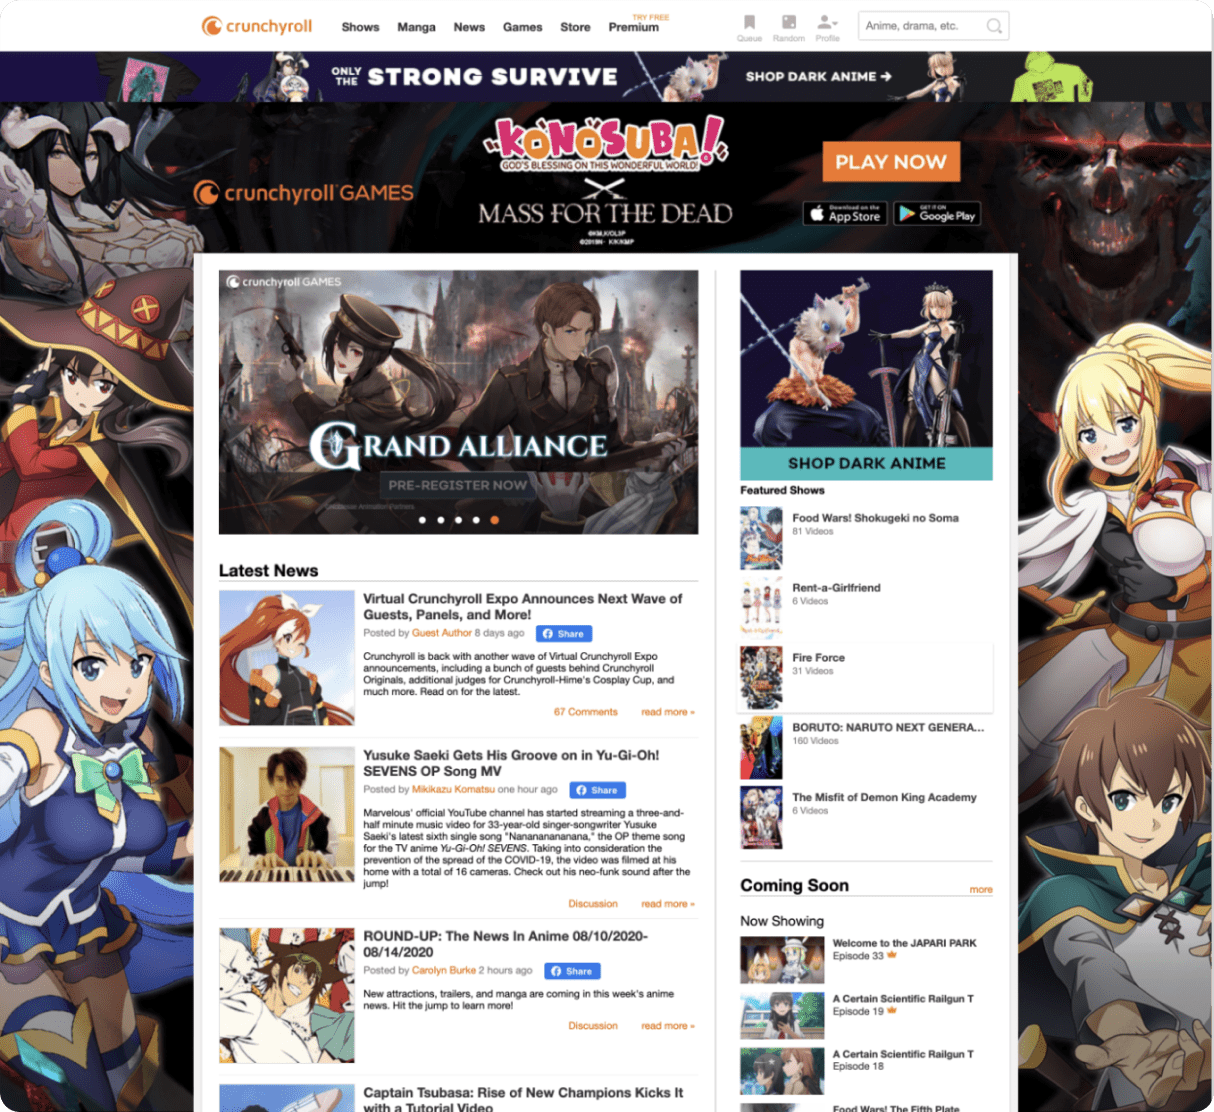 crunchyroll
Shows
Manga
News
Games
Store
TRY FREE
Premium
Queue
Random
Profile
Anime, drama, etc.
ONLY THE STRONG SURVIVE
SHOP DARK ANIME →
KONOSUBA!
GOD'S BLESSING ON THIS WONDERFUL WORLD!
crunchyroll GAMES
MASS FOR THE DEAD
PLAY NOW
Download on the
App Store
GET IT ON
Google Play
crunchyroll GAMES
GRAND ALLIANCE
PRE-REGISTER NOW
Latest News
Virtual Crunchyroll Expo Announces Next Wave of
Guests, Panels, and More!
Posted by Guest Author 8 days ago
Share
Crunchyroll is back with another wave of Virtual Crunchyroll Expo
announcements, including a bunch of guests behind Crunchyroll
Originals, additional judges for Crunchyroll-Hime's Cosplay Cup, and
much more. Read on for the latest.
67 Comments
read more »
Yusuke Saeki Gets His Groove on in Yu-Gi-Oh!
SEVENS OP Song MV
Posted by Mikikazu Komatsu one hour ago
Share
Marvelous' official YouTube channel has started streaming a three-and-
half minute music video for 33-year-old singer-songwriter Yusuke
Saeki's latest sixth single song "Nanananananana," the OP theme song
for the TV anime Yu-Gi-Oh! SEVENS. Taking into consideration the
prevention of the spread of the COVID-19, the video was filmed at his
home with a total of 16 cameras. Check out his neo-funk sound after the
jump!
Discussion
read more »
ROUND-UP: The News In Anime 08/10/2020-
08/14/2020
Posted by Carolyn Burke 2 hours ago
Share
New attractions, trailers, and manga are coming in this week's anime
news. Hit the jump to learn more!
Discussion
read more »
Captain Tsubasa: Rise of New Champions Kicks It
with a Tutorial Video
SHOP DARK ANIME
Featured Shows
Food Wars! Shokugeki no Soma
81 Videos
Rent-a-Girlfriend
6 Videos
Fire Force
31 Videos
BORUTO: NARUTO NEXT GENERA...
160 Videos
The Misfit of Demon King Academy
6 Videos
Coming Soon
more
Now Showing
Welcome to the JAPARI PARK
Episode 33
A Certain Scientific Railgun T
Episode 19
A Certain Scientific Railgun T
Episode 18
Food Wars! The Fifth Plate